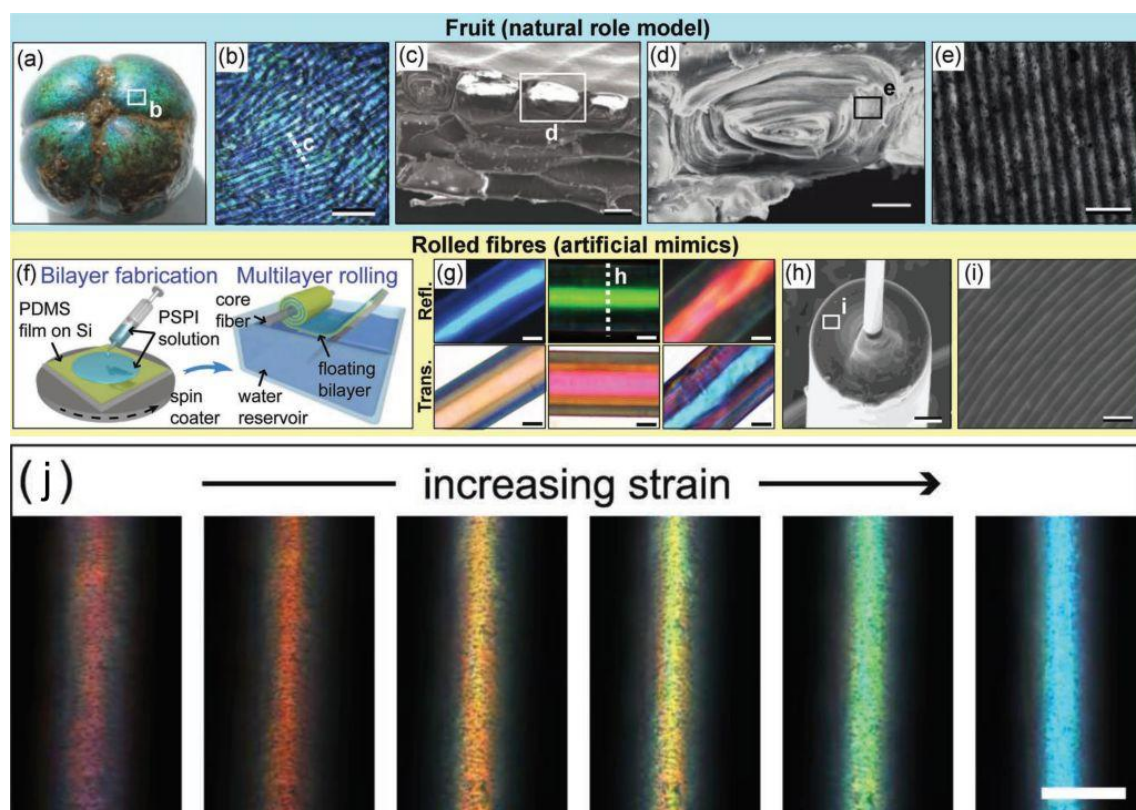 Fruit (natural role model)
(a)
b
(b)
c
(c)
d
(d)
e
(e)
Rolled fibres (artificial mimics)
(f)
Bilayer fabrication
Multilayer rolling
PDMS
film on Si
PSPI
solution
spin
coater
core
fiber
water
reservoir
floating
bilayer
(g)
Refl.
h
Trans.
(h)
i
(i)
(j)
increasing strain